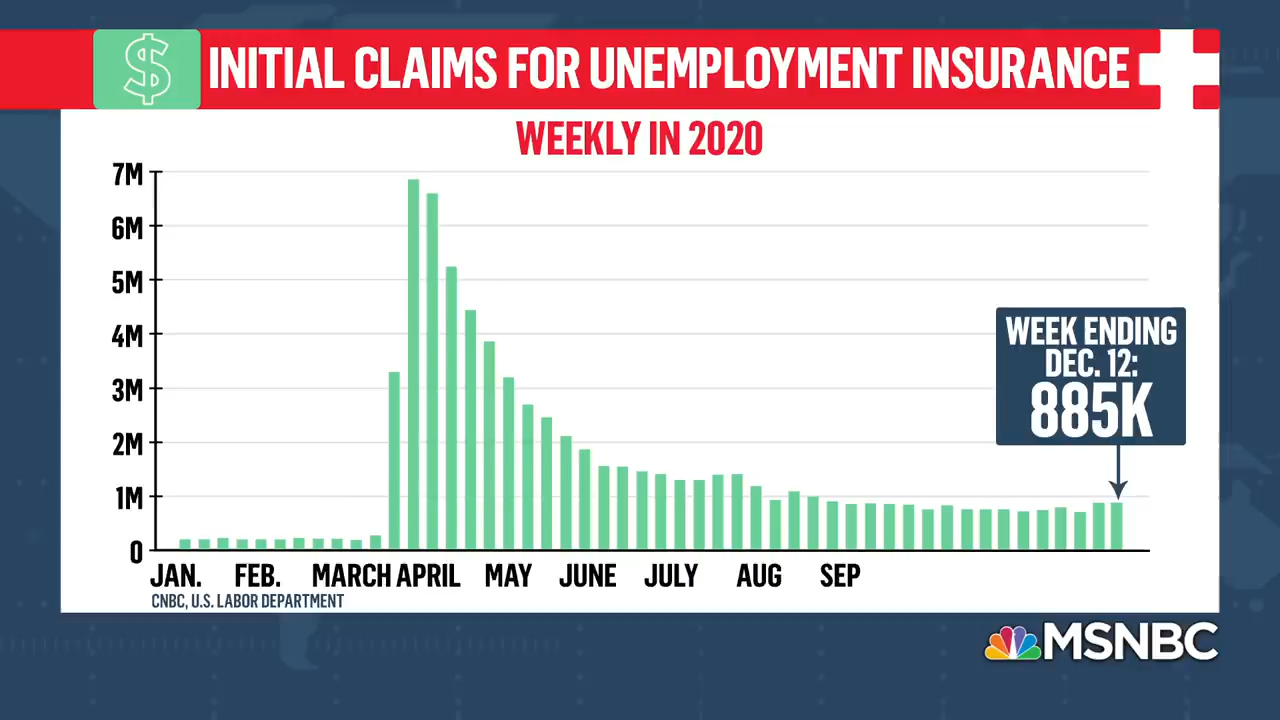 $ INITIAL CLAIMS FOR UNEMPLOYMENT INSURANCE
WEEKLY IN 2020
7M
6M
5M
4M
3M
2M
1M
0
WEEK ENDING
DEC. 12:
885K
JAN. FEB. MARCH APRIL MAY JUNE JULY AUG SEP
CNBC, U.S. LABOR DEPARTMENT
MSNBC